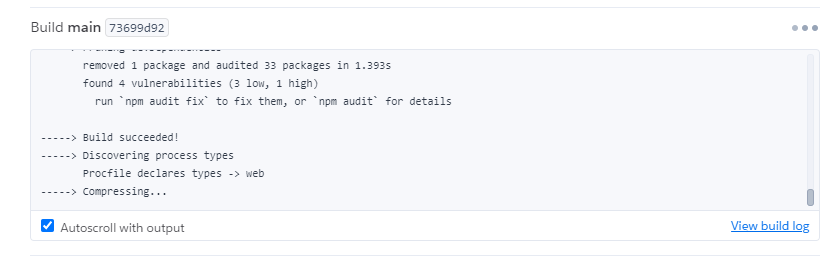 Build main 73699d92
removed 1 package and audited 33 packages in 1.393s
found 4 vulnerabilities (3 low, 1 high)
run `npm audit fix` to fix them, or `npm audit` for details
-----> Build succeeded!
-----> Discovering process types
Procfile declares types -> web
-----> Compressing...
Autoscroll with output
View build log